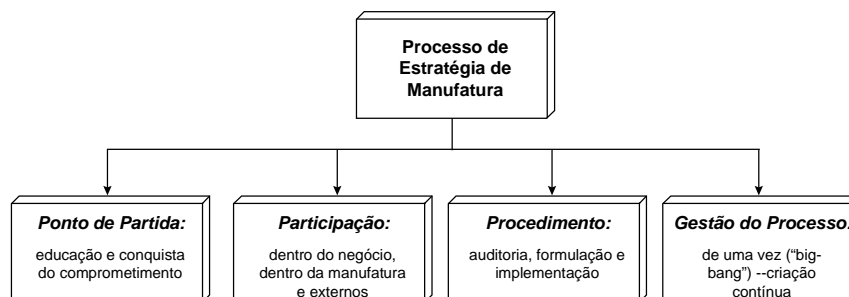 Processo de
Estratégia de
Manufatura
Ponto de Partida:
educação e conquista
do comprometimento
Participação:
dentro do negócio,
dentro da manufatura
e externos
Procedimento:
auditoria, formulação e
implementação
Gestão do Processo:
de uma vez (“big-
bang”) --criação
contínua